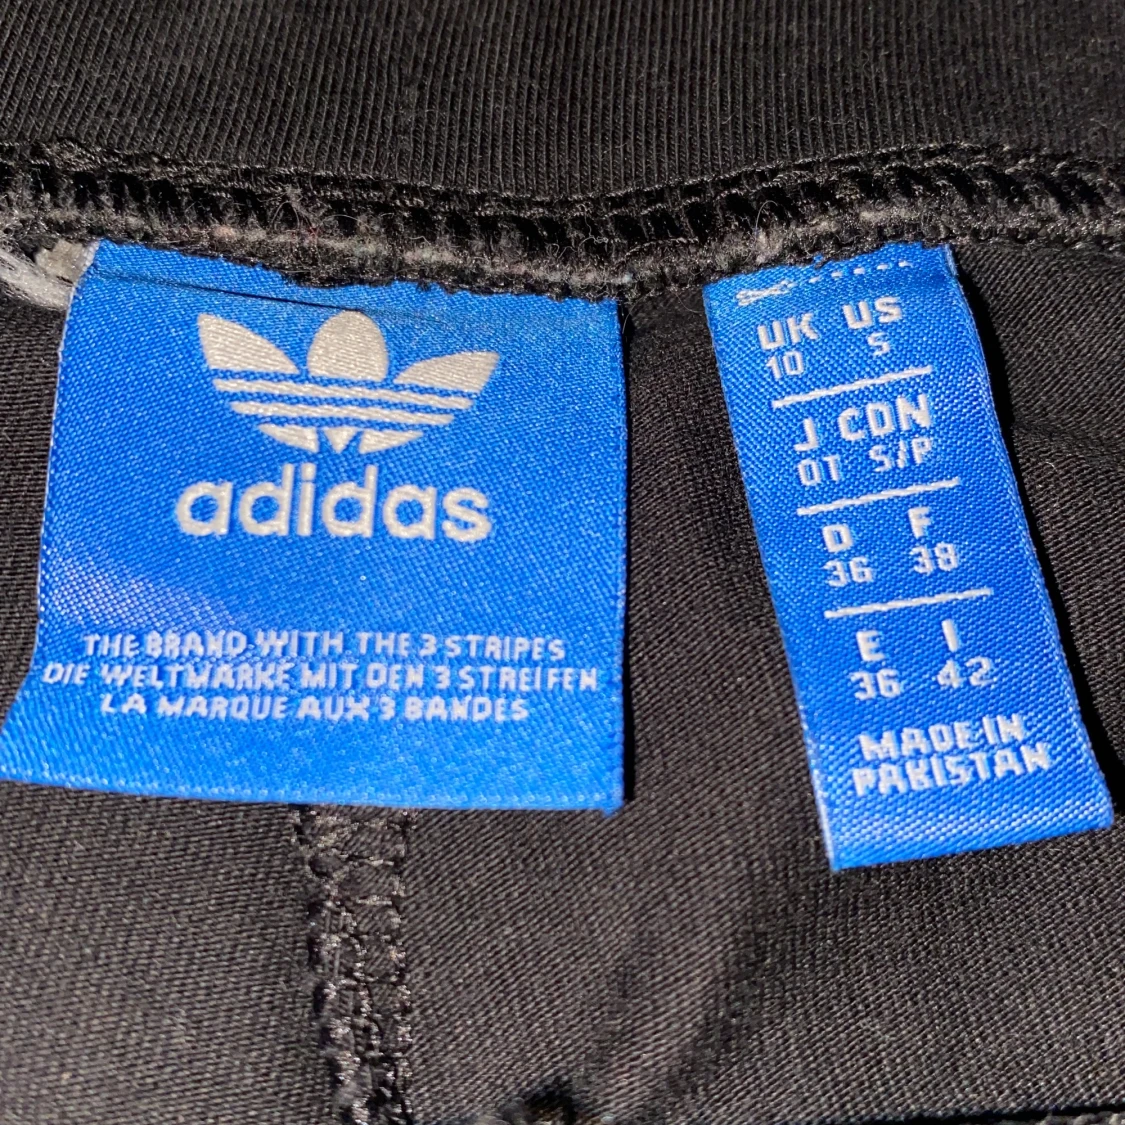 adidas
THE BRAND WITH THE 3 STRIPES
DIE WELTMARKE MIT DEN 3 STREIFEN
LA MARQUE AUX 3 BANDES
UK US
10 S
J CDN
OT S/P
D F
36 38
E I
36 42
MADE IN
PAKISTAN